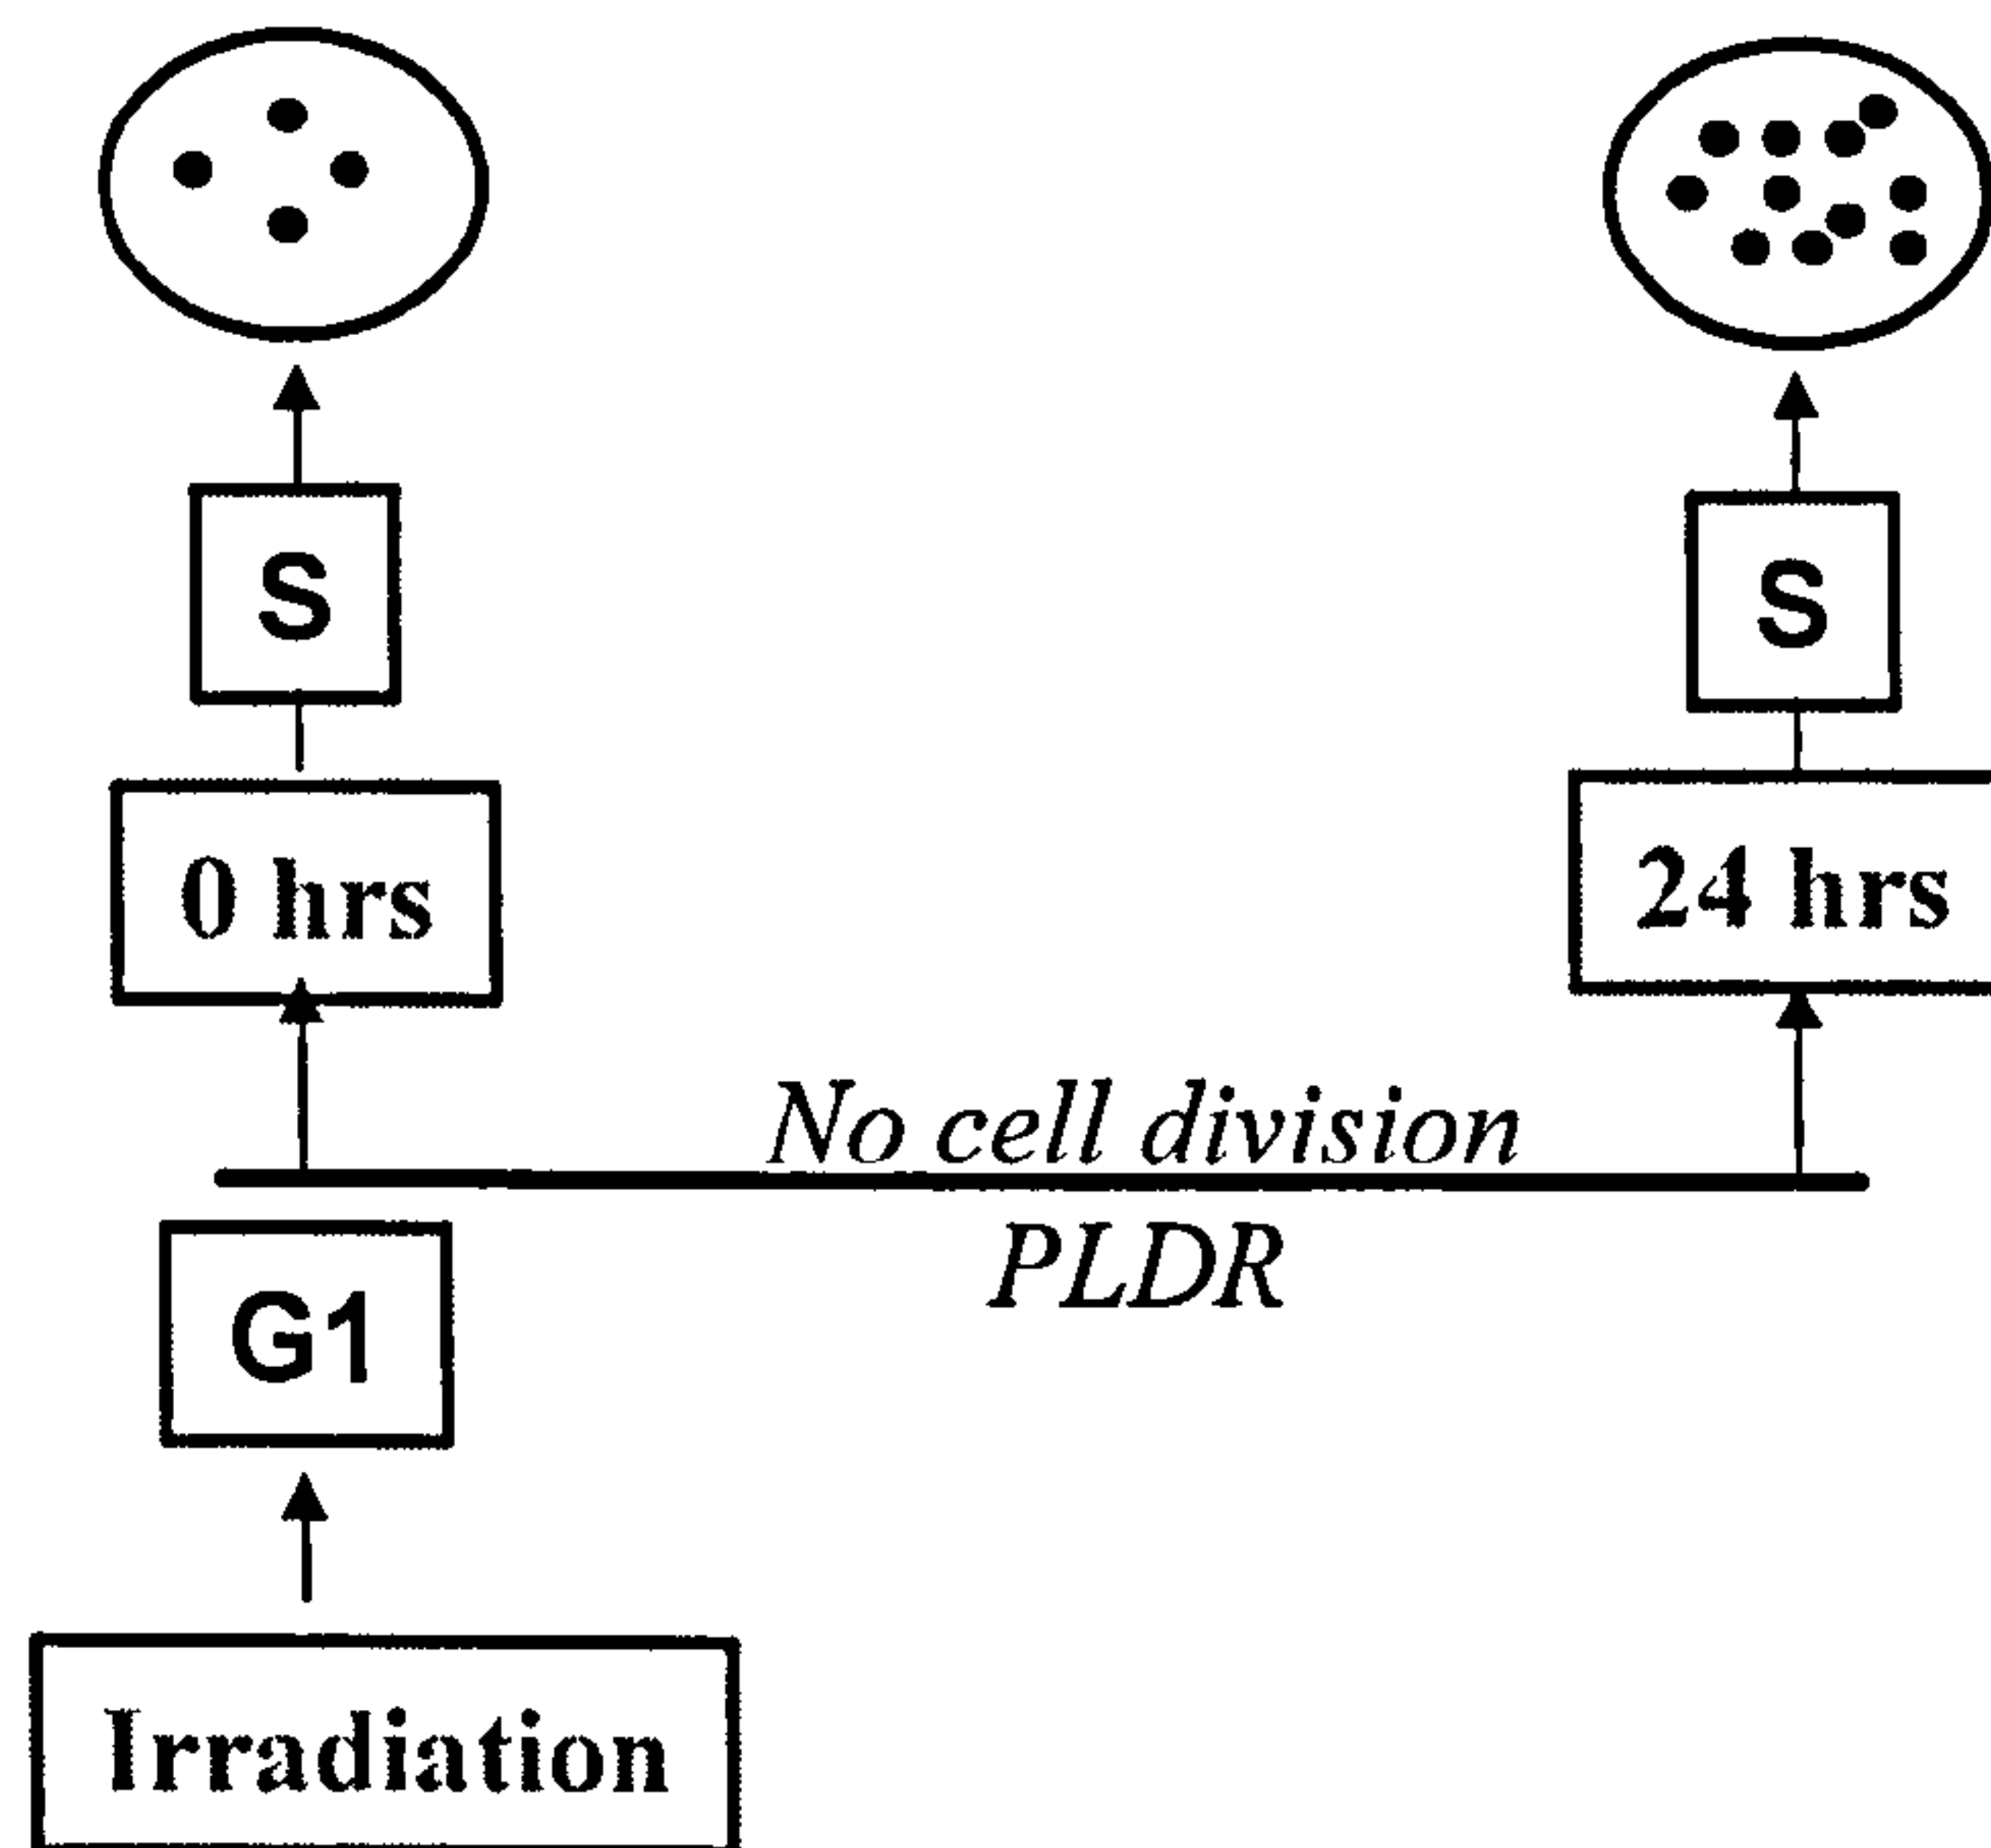 S
S
0 hrs
24 hrs
No cell division
PLDR
G1
Irradiation